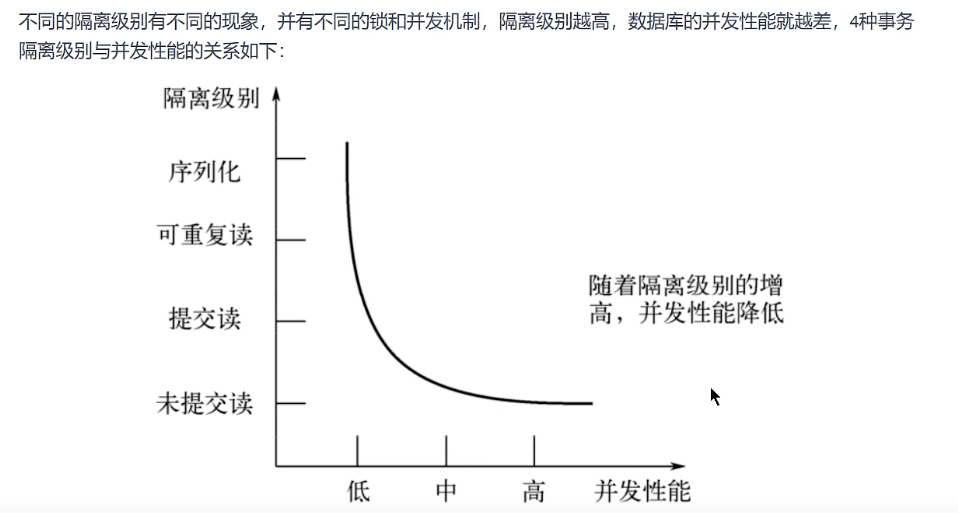 不同的隔离级别有不同的现象，并有不同的锁和并发机制，隔离级别越高，数据库的并发性能就越差，4种事务
隔离级别与并发性能的关系如下：
隔离级别
序列化
可重复读
随着隔离级别的增
高，并发性能降低
提交读
未提交读
低 中 高 并发性能